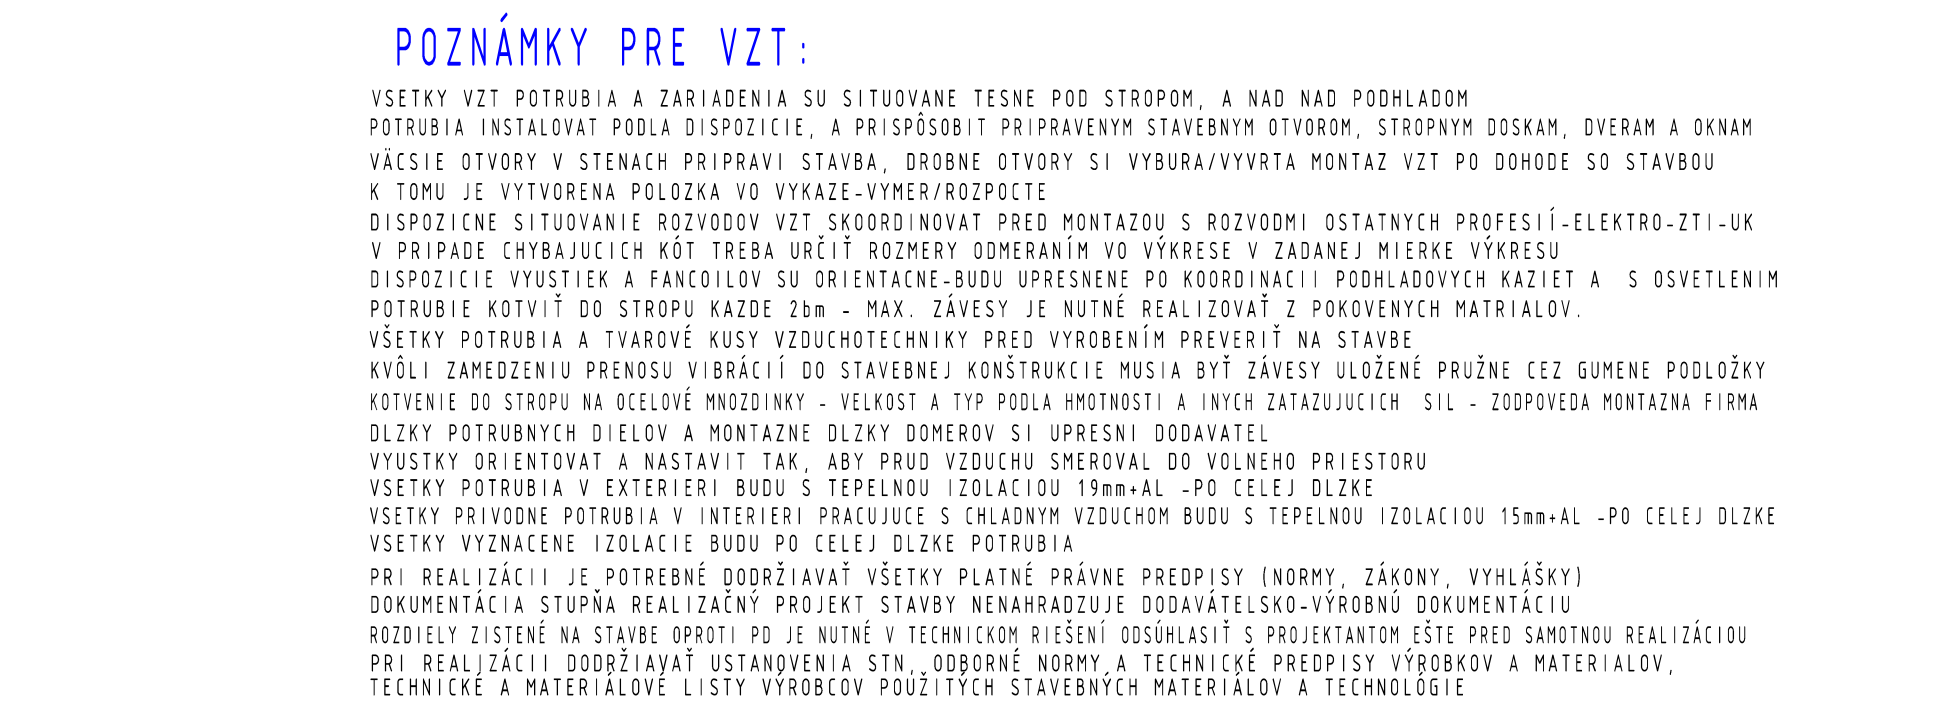 POZNÁMKY PRE VZT:
VSETKY VZT POTRUBIA A ZARIADENIA SU SITUOVANE TESNE POD STROPOM, A NAD NAD PODHLADOM
POTRUBIA INSTALOVAT PODLA DISPOZICIE, A PRISPÔSOBIT PRIPRAVENYM STAVEBNYM OTVOROM, STROPNYM DOSKAM, DVERAM A OKNAM
VÄCSIE OTVORY V STENACH PRIPRAVI STAVBA, DROBNE OTVORY SI VYBURA/VYVRTA MONTAZ VZT PO DOHODE SO STAVBOU
K TOMU JE VYTVORENA POLOZKA VO VYKAZE-VYMER/ROZPOCTE
DISPOZICNE SITUOVANIE ROZVODOV VZT SKOORDINOVAT PRED MONTAZOU S ROZVODMI OSTATNYCH PROFESIÍ-ELEKTRO-ZTI-UK
V PRIPADE CHYBAJUCICH KÓT TREBA URČIŤ ROZMERY ODMERANÍM VO VÝKRESE V ZADANEJ MIERKE VÝKRESU
DISPOZICIE VYUSTIEK A FANCOILOV SU ORIENTACNE-BUDU UPRESNENE PO KOORDINACII PODHLADOVYCH KAZIET A  S OSVETLENIM
POTRUBIE KOTVIŤ DO STROPU KAZDE 2bm - MAX. ZÁVESY JE NUTNÉ REALIZOVAŤ Z POKOVENYCH MATRIALOV.
VŠETKY POTRUBIA A TVAROVÉ KUSY VZDUCHOTECHNIKY PRED VYROBENÍM PREVERIŤ NA STAVBE
KVÔLI ZAMEDZENIU PRENOSU VIBRÁCIÍ DO STAVEBNEJ KONŠTRUKCIE MUSIA BYŤ ZÁVESY ULOŽENÉ PRUŽNE CEZ GUMENE PODLOŽKY
KOTVENIE DO STROPU NA OCELOVÉ MNOZDINKY - VELKOST A TYP PODLA HMOTNOSTI A INYCH ZATAZUJUCICH  SIL - ZODPOVEDA MONTAZNA FIRMA
DLZKY POTRUBNYCH DIELOV A MONTAZNE DLZKY DOMEROV SI UPRESNI DODAVATEL
VYUSTKY ORIENTOVAT A NASTAVIT TAK, ABY PRUD VZDUCHU SMEROVAL DO VOLNEHO PRIESTORU
VSETKY POTRUBIA V EXTERIERI BUDU S TEPELNOU IZOLACIOU 19mm+AL -PO CELEJ DLZKE
VSETKY PRIVODNE POTRUBIA V INTERIERI PRACUJUCE S CHLADNYM VZDUCHOM BUDU S TEPELNOU IZOLACIOU 15mm+AL -PO CELEJ DLZKE
VSETKY VYZNACENE IZOLACIE BUDU PO CELEJ DLZKE POTRUBIA
PRI REALIZÁCII JE POTREBNÉ DODRŽIAVAŤ VŠETKY PLATNÉ PRÁVNE PREDPISY (NORMY, ZÁKONY, VYHLÁŠKY)
DOKUMENTÁCIA STUPŇA REALIZAČNÝ PROJEKT STAVBY NENAHRADZUJE DODAVÁTELSKO-VÝROBNÚ DOKUMENTÁCIU
ROZDIELY ZISTENÉ NA STAVBE OPROTI PD JE NUTNÉ V TECHNICKOM RIEŠENÍ ODSÚHLASIŤ S PROJEKTANTOM EŠTE PRED SAMOTNOU REALIZÁCIOU
PRI REALIZÁCII DODRŽIAVAŤ USTANOVENIA STN, ODBORNÉ NORMY A TECHNICKÉ PREDPISY VÝROBKOV A MATERIALOV,
TECHNICKÉ A MATERIÁLOVÉ LISTY VÝROBCOV POUŽITÝCH STAVEBNÝCH MATERIÁLOV A TECHNOLÓGIE